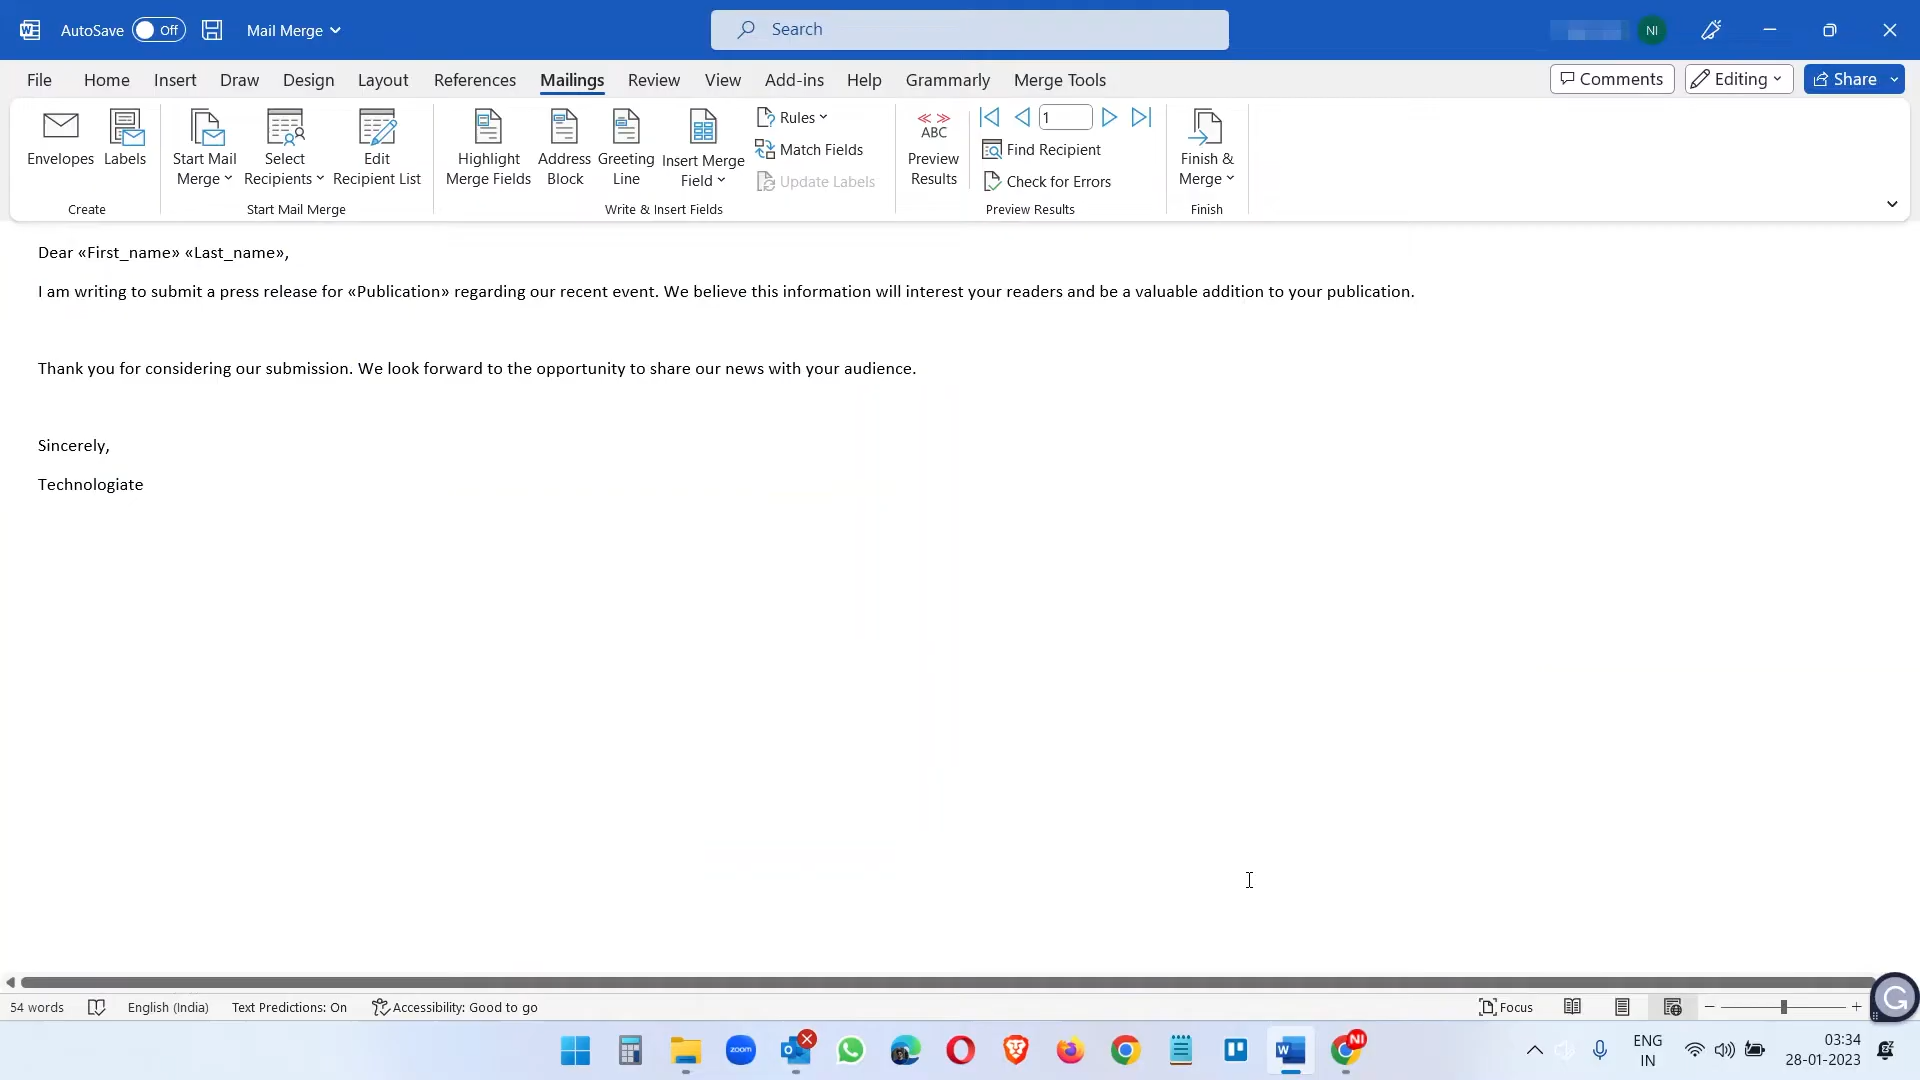 AutoSave Off Mail Merge Search NI
File Home Insert Draw Design Layout References Mailings Review View Add-ins Help Grammarly Merge Tools Comments Editing Share
Envelopes Labels
Start Mail Merge Select Recipients Edit Recipient List
Highlight Merge Fields Address Block Greeting Line Insert Merge Field
Rules
Match Fields
Update Labels
ABC
Preview Results
1
Find Recipient
Check for Errors
Finish & Merge
Create Start Mail Merge Write & Insert Fields Preview Results Finish
Dear «First_name» «Last_name»,
I am writing to submit a press release for «Publication» regarding our recent event. We believe this information will interest your readers and be a valuable addition to your publication.
Thank you for considering our submission. We look forward to the opportunity to share our news with your audience.
Sincerely,
Technologiate
54 words English (India) Text Predictions: On Accessibility: Good to go Focus
zoom NI ENG 03:34
IN 28-01-2023